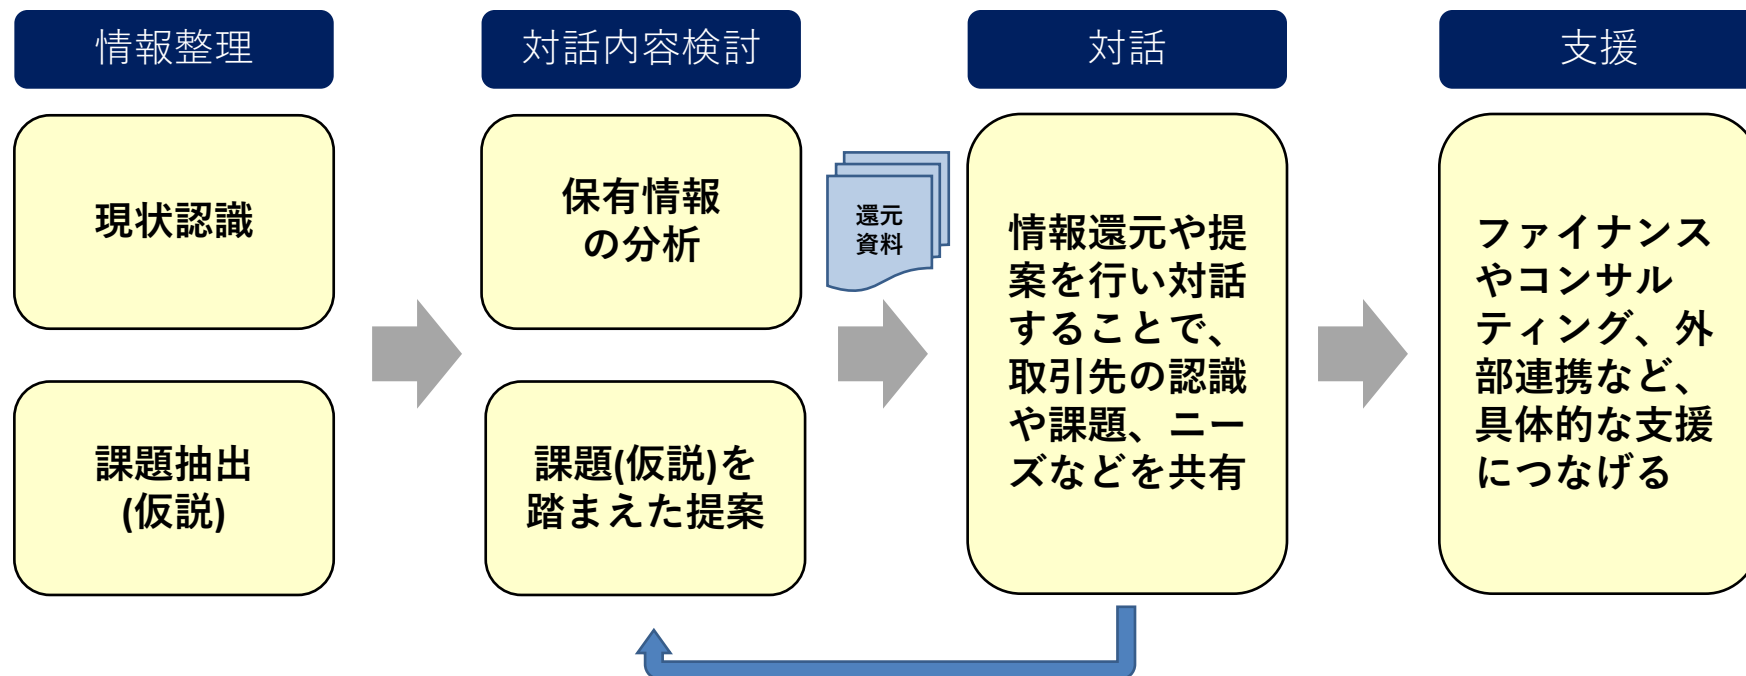 情報整理
対話内容検討
対話
支援
現状認識
課題抽出
(仮説)
保有情報
の分析
課題(仮説)を
踏まえた提案
還元
資料
情報還元や提
案を行い対話
することで、
取引先の認識
や課題、ニー
ズなどを共有
ファイナンス
やコンサル
ティング、外
部連携など、
具体的な支援
につなげる